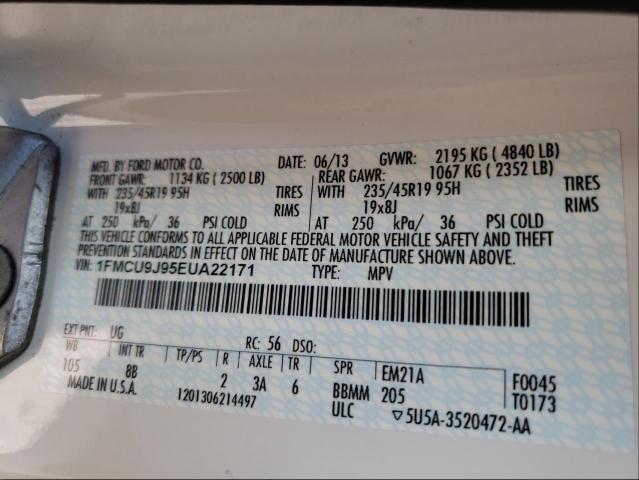 MFD. BY FORD MOTOR CO.
DATE: 06/13 GVWR: 2195 KG ( 4840 LB)
FRONT GAWR: 1134 KG ( 2500 LB) REAR GAWR: 1067 KG ( 2352 LB)
WITH 235/45R19 95H TIRES WITH 235/45R19 95H TIRES
19x8J RIMS 19x8J RIMS
AT 250 kPa/ 36 PSI COLD AT 250 kPa/ 36 PSI COLD
THIS VEHICLE CONFORMS TO ALL APPLICABLE FEDERAL MOTOR VEHICLE SAFETY AND THEFT
PREVENTION STANDARDS IN EFFECT ON THE DATE OF MANUFACTURE SHOWN ABOVE.
VIN: 1FMCU9J95EUA22171 TYPE: MPV
EXT PNT: UG RC: 56 DSO:
WB INT TR TP/PS R AXLE TR SPR EM21A F0045
105 8B 2 3A 6 BBMM 205 T0173
MADE IN U.S.A. 1201306214497 ULC ▽5U5A-3520472-AA